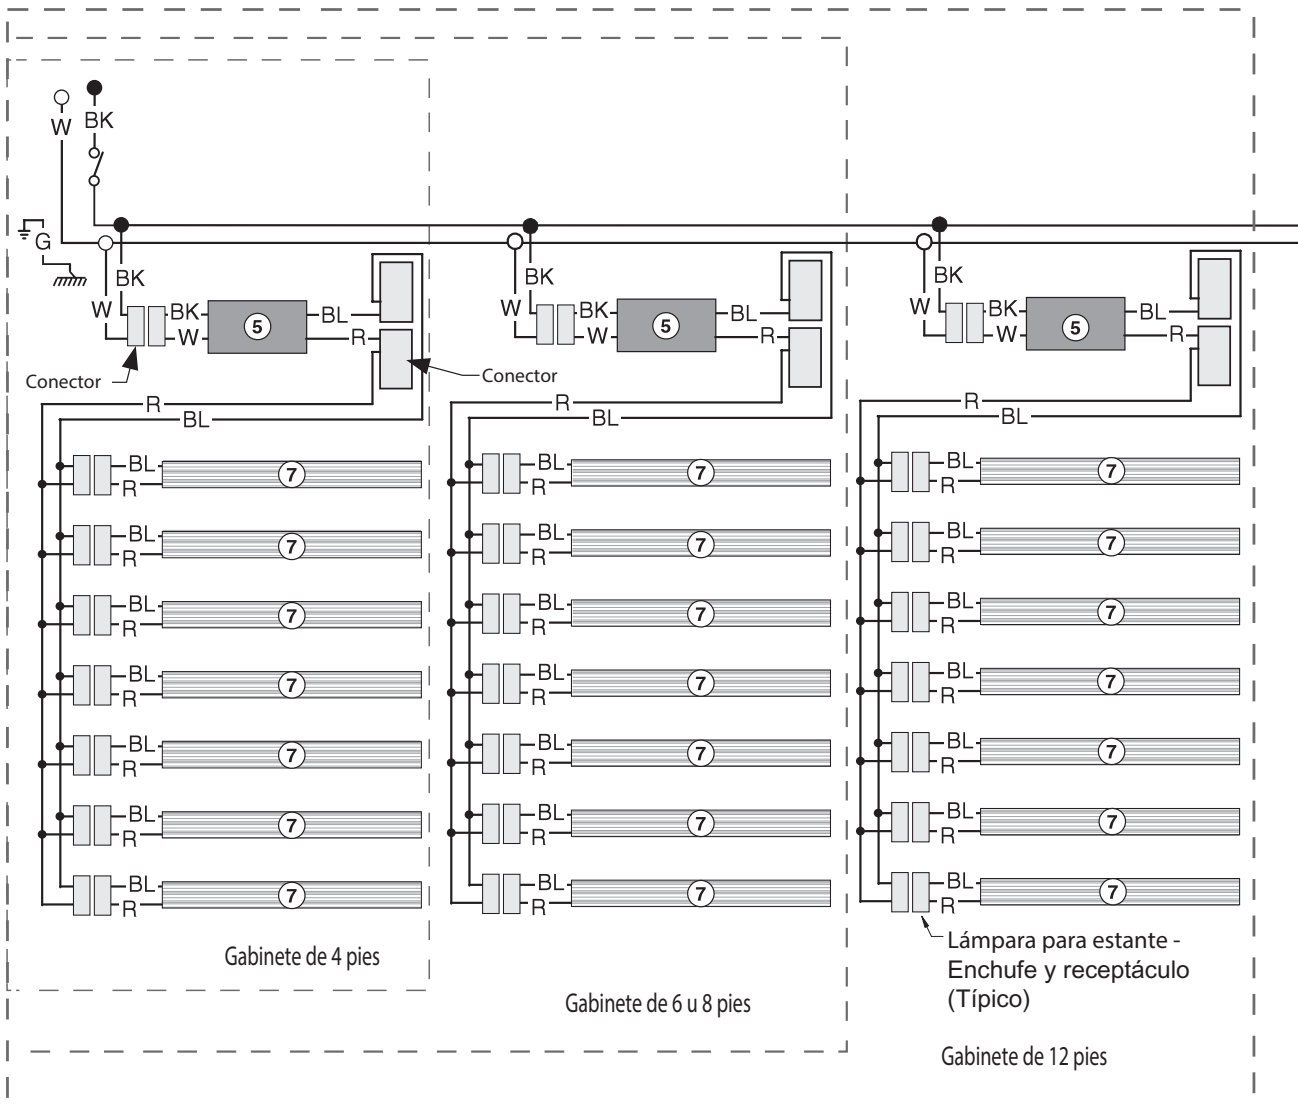 W BK
G
BK BK BK
W BK BL W BK BL W BK BL
5 5 5
W R W R W R
Conector Conector
R R R
BL BL BL
BL 7 BL 7 BL 7
R R R
BL 7 BL 7 BL 7
R R R
BL 7 BL 7 BL 7
R R R
BL 7 BL 7 BL 7
R R R
BL 7 BL 7 BL 7
R R R
BL 7 BL 7 BL 7
R R R
BL 7 BL 7 BL 7
R R R
Gabinete de 4 pies
Lámpara para estante -
Enchufe y receptáculo
(Típico)
Gabinete de 6 u 8 pies
Gabinete de 12 pies